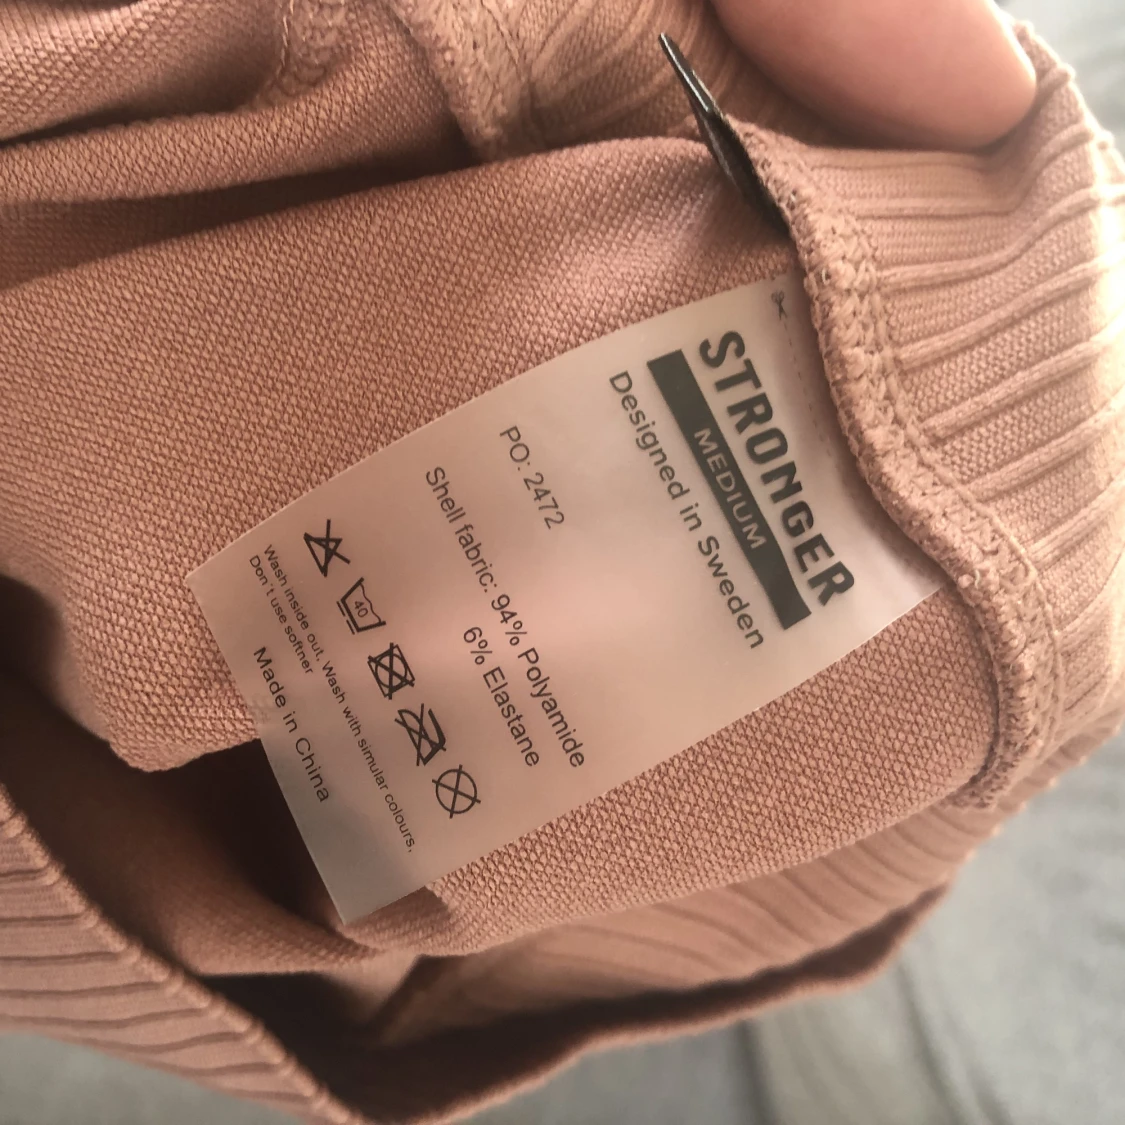 STRONGER
MEDIUM
Designed in Sweden
PO: 2472
Shell fabric: 94% Polyamide
6% Elastane
40
Wash inside out. Wash with simular colours,
Don't use softner
Made in China